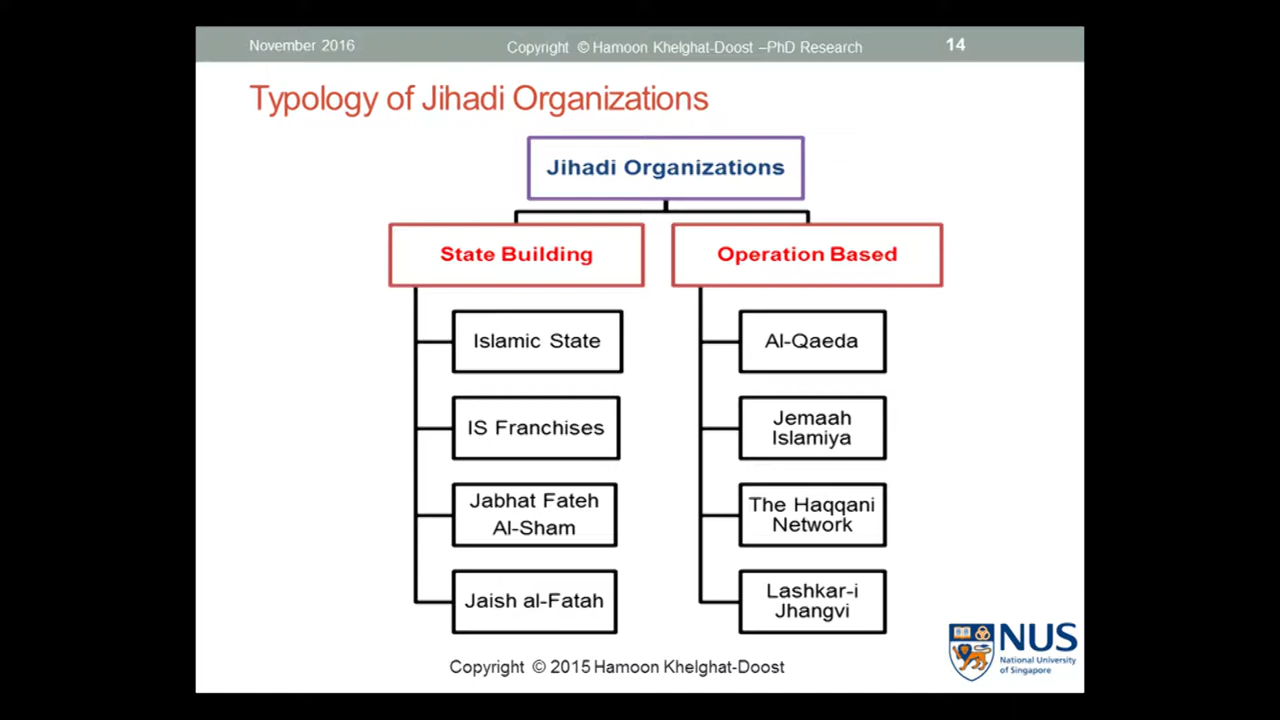 November 2016
Copyright © Hamoon Khelghat-Doost –PhD Research
14
Typology of Jihadi Organizations
Jihadi Organizations
State Building
Operation Based
Islamic State
Al-Qaeda
IS Franchises
Jemaah
Islamiya
Jabhat Fateh
Al-Sham
The Haqqani
Network
Jaish al-Fatah
Lashkar-i
Jhangvi
Copyright © 2015 Hamoon Khelghat-Doost
NUS
National University
of Singapore